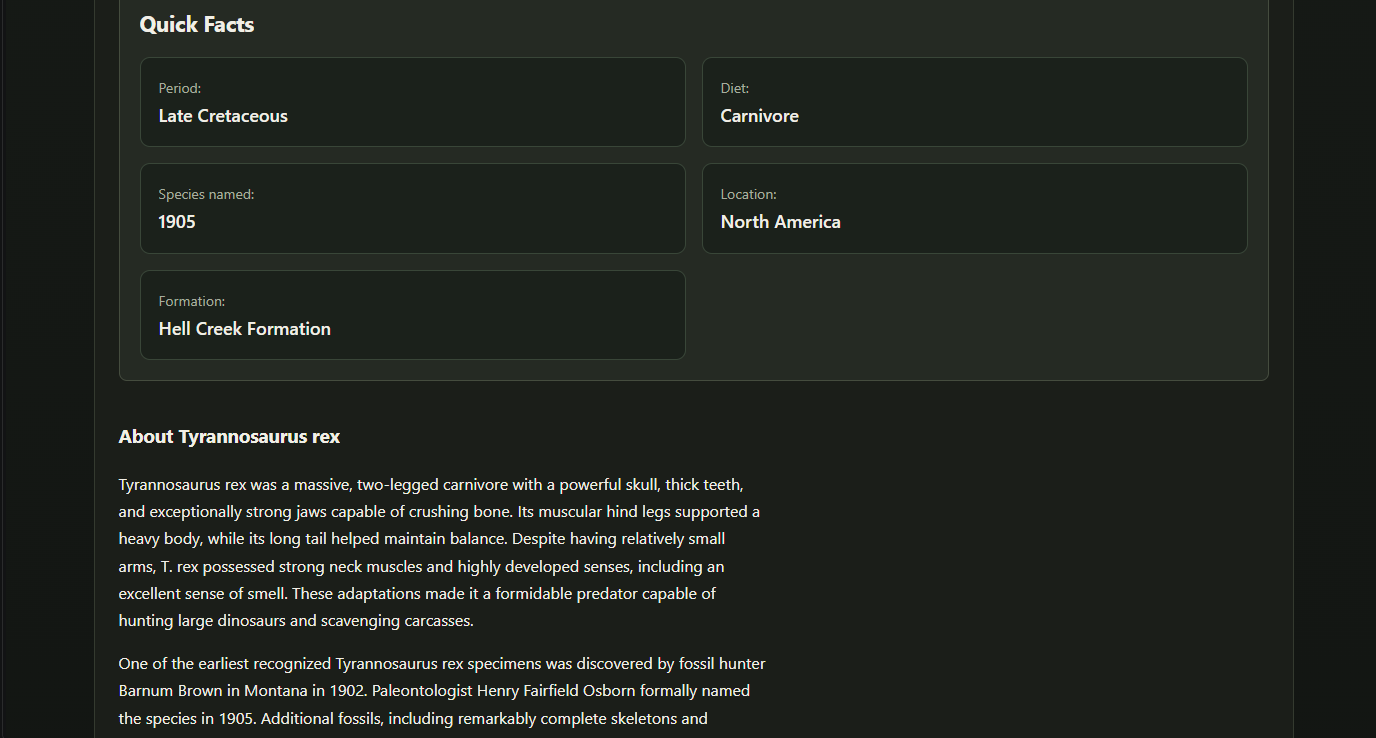 Quick Facts
Period:
Late Cretaceous
Diet:
Carnivore
Species named:
1905
Location:
North America
Formation:
Hell Creek Formation
About Tyrannosaurus rex
Tyrannosaurus rex was a massive, two-legged carnivore with a powerful skull, thick teeth,
and exceptionally strong jaws capable of crushing bone. Its muscular hind legs supported a
heavy body, while its long tail helped maintain balance. Despite having relatively small
arms, T. rex possessed strong neck muscles and highly developed senses, including an
excellent sense of smell. These adaptations made it a formidable predator capable of
hunting large dinosaurs and scavenging carcasses.
One of the earliest recognized Tyrannosaurus rex specimens was discovered by fossil hunter
Barnum Brown in Montana in 1902. Paleontologist Henry Fairfield Osborn formally named
the species in 1905. Additional fossils, including remarkably complete skeletons and